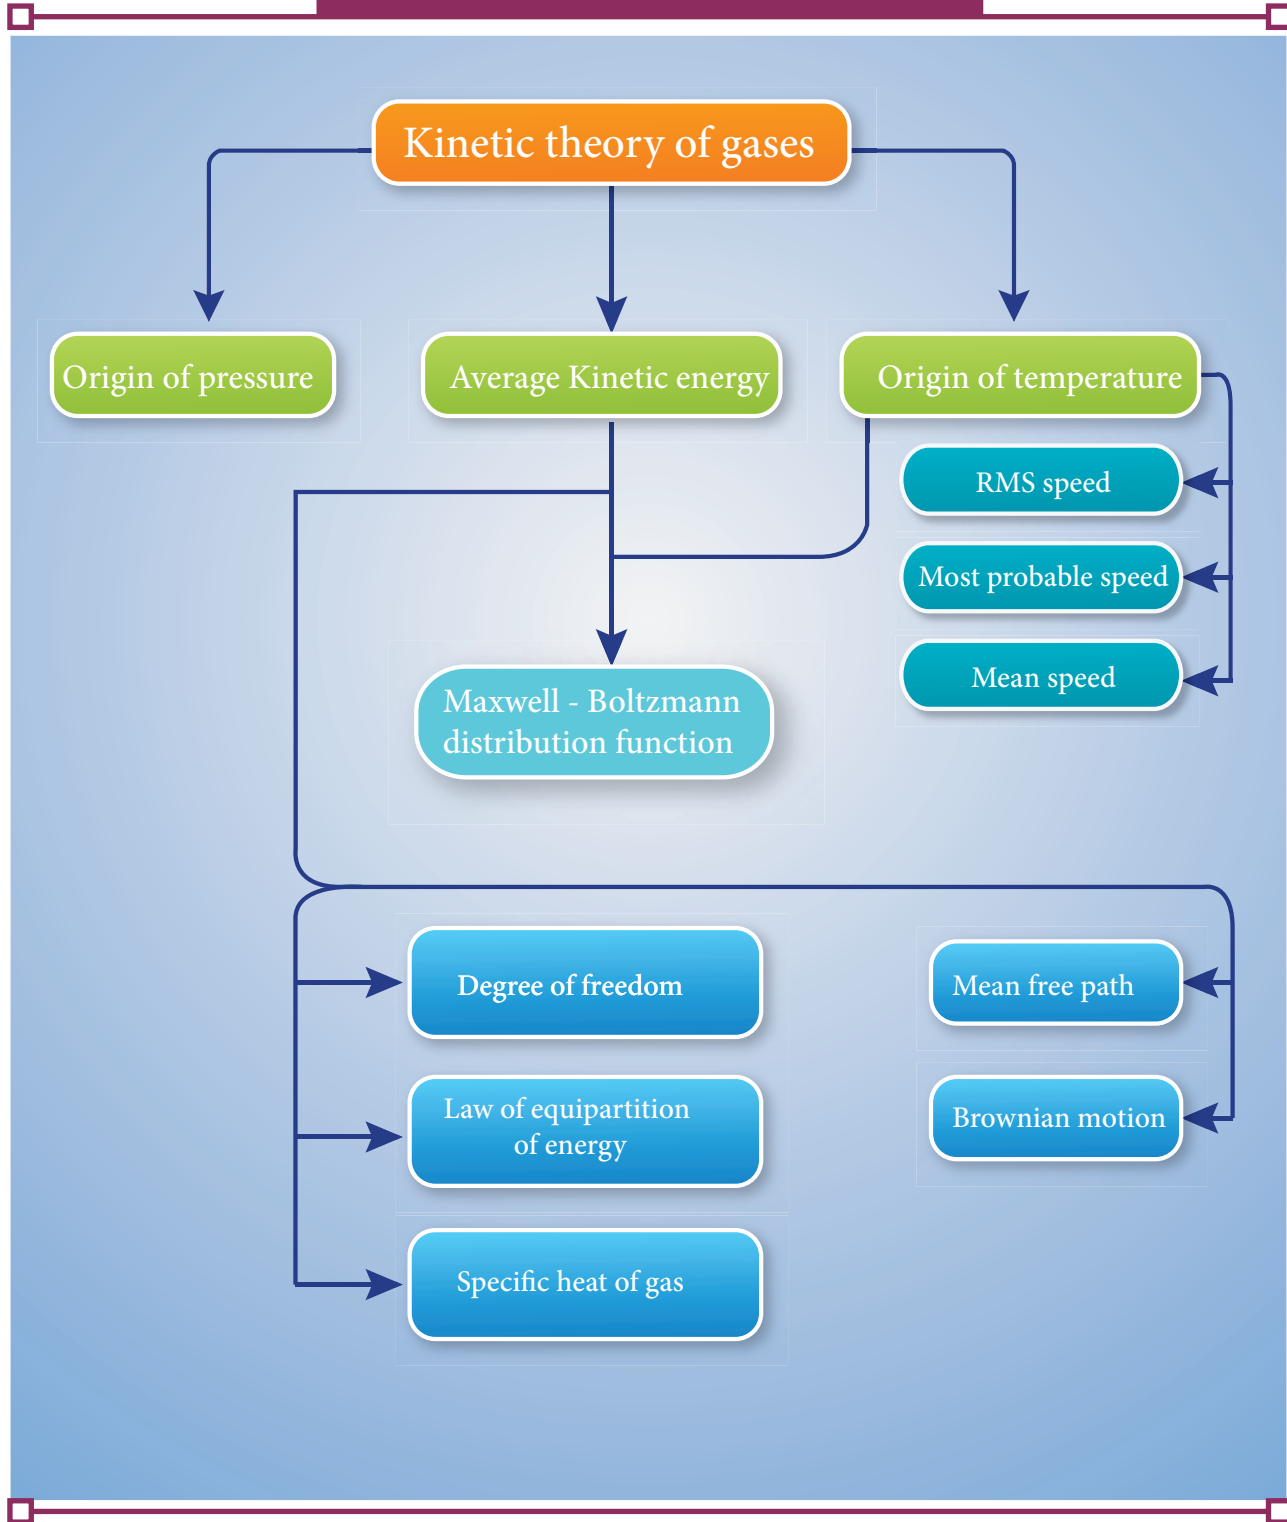 Kinetic theory of gases
Origin of pressure
Average Kinetic energy
Origin of temperature
RMS speed
Most probable speed
Mean speed
Maxwell - Boltzmann
distribution function
Degree of freedom
Mean free path
Law of equipartition
of energy
Brownian motion
Specific heat of gas